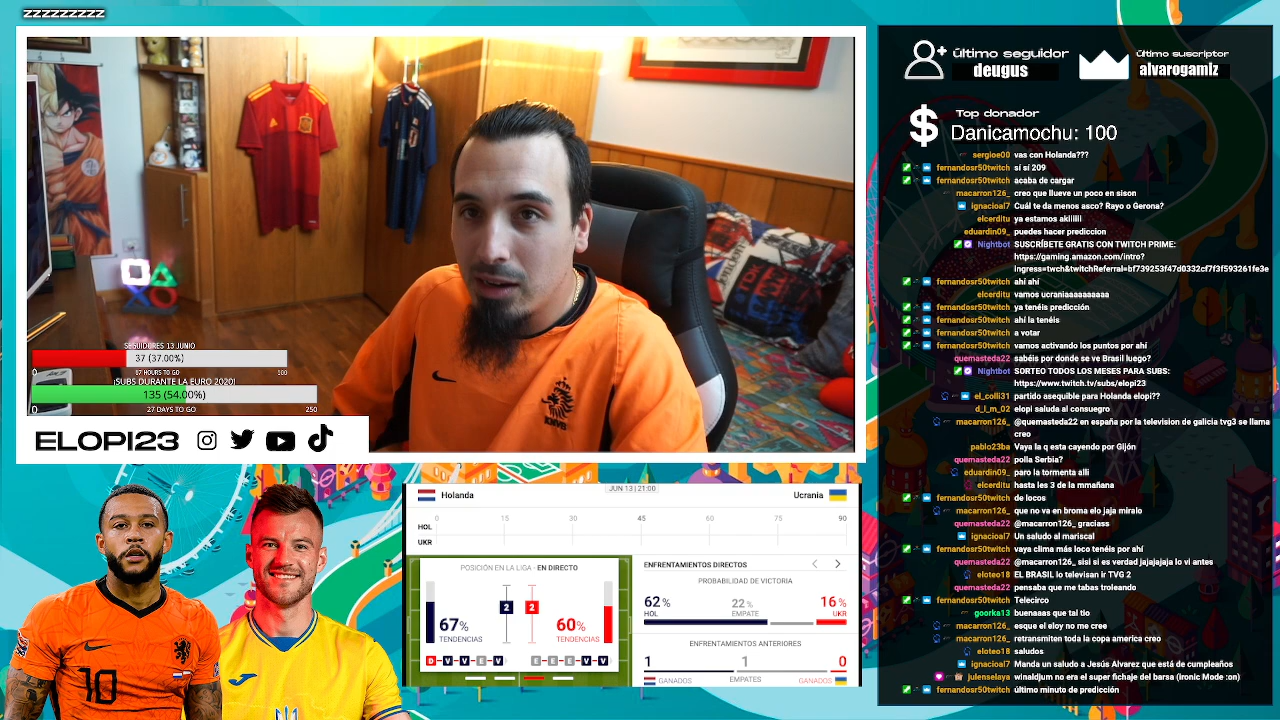 zzzzzzzzz
SEGUIDORES 13 JUNIO
37 (37.00%)
0
87 HOURS TO GO
100
¡SUBS DURANTE LA EURO 2020!
135 (54.00%)
0
27 DAYS TO GO
250
ELOPI23
KNVB
10
último seguidor
deugus
último suscriptor
alvarogamiz
Top donador
Danicamochu: 100
sergioe00 vas con Holanda???
fernandosr50twitch sí sí 209
fernandosr50twitch acaba de cargar
macarron126_ creo que llueve un poco en sison
ignacioal7 Cuál te da menos asco? Rayo o Gerona?
elcerditu ya estamos akiiiiii
eduardin09_ puedes hacer prediccion
Nightbot SUSCRÍBETE GRATIS CON TWITCH PRIME:
https://gaming.amazon.com/intro?
ingress=twch&twitchReferral=bf739253f47d0332cf7f3f593261fe3e
fernandosr50twitch ahí ahí
elcerditu vamos ucraniaaaaaaaaaa
fernandosr50twitch ya tenéis predicción
fernandosr50twitch ahí la tenéis
fernandosr50twitch a votar
fernandosr50twitch vamos activando los puntos por ahí
quemasteda22 sabéis por donde se ve Brasil luego?
Nightbot SORTEO TODOS LOS MESES PARA SUBS:
https://www.twitch.tv/subs/elopi23
el_colli31 partido asequible para Holanda elopi??
d_l_m_02 elopi saluda al consuegro
macarron126_ @quemasteda22 en españa por la television de galicia tvg3 se llama
creo
pablo23ba Vaya la q esta cayendo por Gijón
quemasteda22 polla Serbia?
eduardin09_ paro la tormenta alli
elcerditu hasta les 3 de la mmañana
fernandosr50twitch de locos
macarron126_ que no va en broma elo jaja miralo
quemasteda22 @macarron126_ graciass
ignacioal7 Un saludo al mariscal
fernandosr50twitch vaya clima más loco tenéis por ahí
quemasteda22 @macarron126_ sisi si es verdad jajajajaja lo vi antes
eloteo18 EL BRASIL lo televisan ir TVG 2
quemasteda22 pensaba que me tabas troleando
fernandosr50twitch Telecirco
goorka13 buenaaas que tal tio
macarron126_ esque el eloy no me cree
macarron126_ retransmiten toda la copa america creo
eloteo18 saludos
ignacioal7 Manda un saludo a Jesús Alvarez que está de cumpleaños
julenselaya winaldjum no era el super fichaje del barsa (Ironic Mode :on)
fernandosr50twitch último minuto de predicción
Holanda
JUN 13 | 21:00
Ucrania
0 15 30 45 60 75 90
HOL
UKR
POSICIÓN EN LA LIGA - EN DIRECTO
2 2
67%
TENDENCIAS
60%
TENDENCIAS
D V V E V
E E E V V
ENFRENTAMIENTOS DIRECTOS
PROBABILIDAD DE VICTORIA
62%
HOL
22%
EMPATE
16%
UKR
ENFRENTAMIENTOS ANTERIORES
1 1 0
GANADOS EMPATES GANADOS